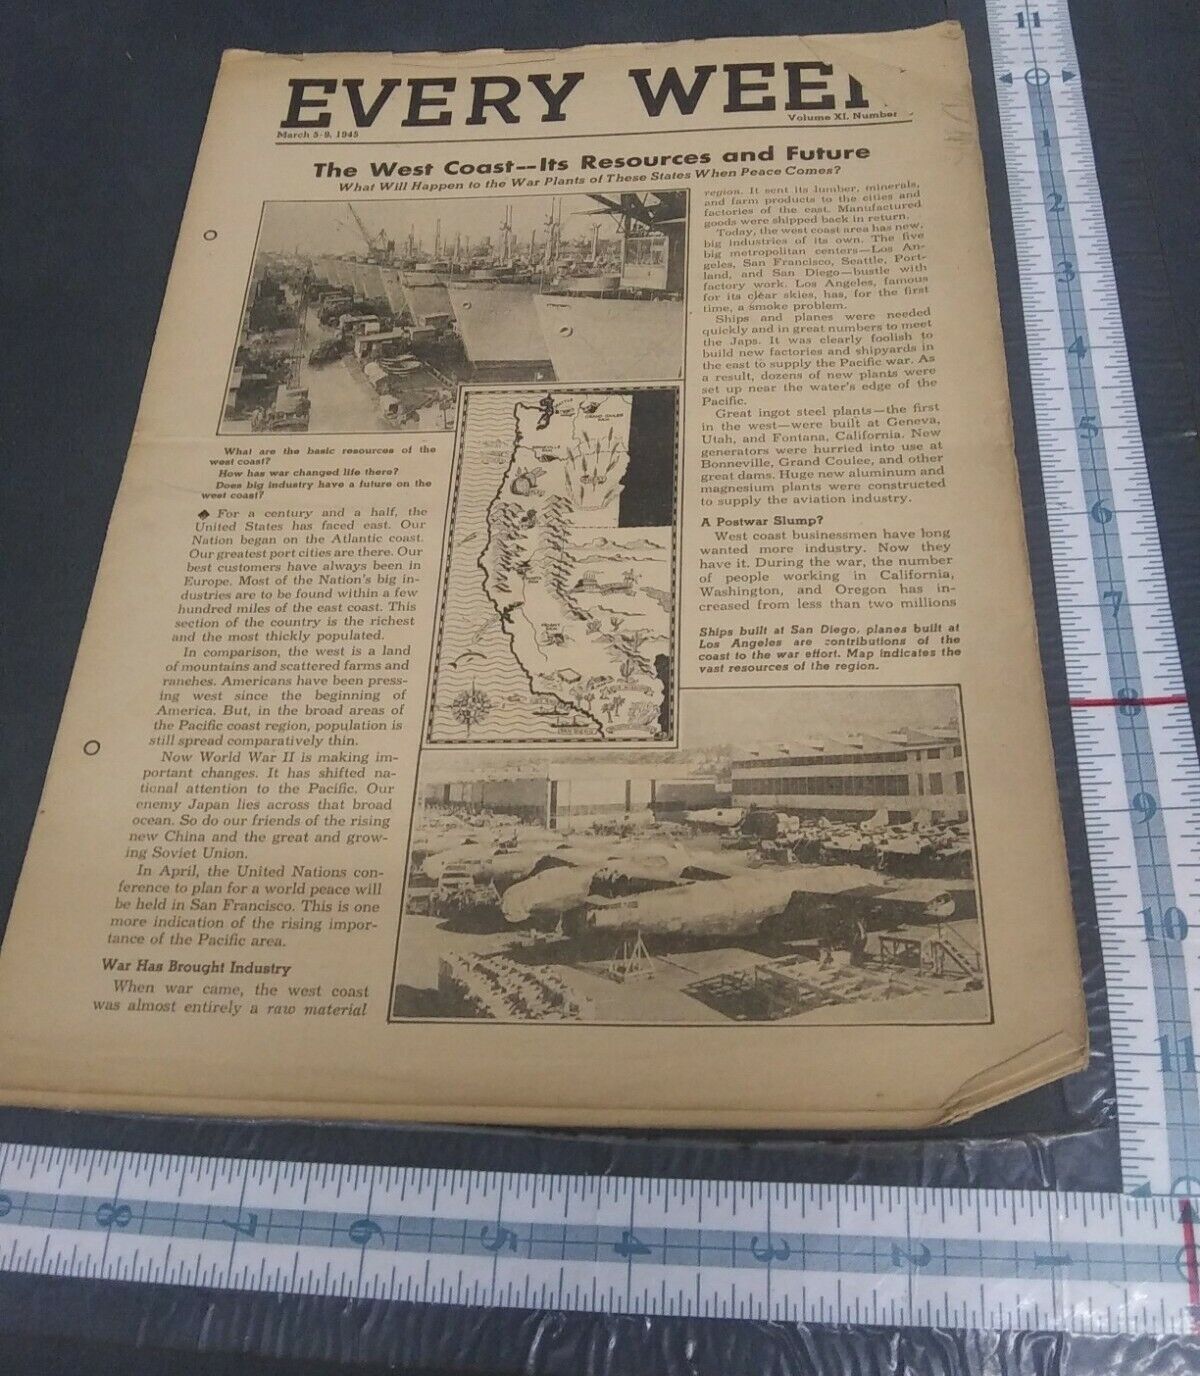 EVERY WEEK
March 5-9, 1945
Volume XI, Number
The West Coast--Its Resources and Future
What Will Happen to the War Plants of These States When Peace Comes?
What are the basic resources of the
west coast?
How has war changed life there?
Does big industry have a future on the
west coast?
For a century and a half, the
United States has faced east. Our
Nation began on the Atlantic coast.
Our greatest port cities are there. Our
best customers have always been in
Europe. Most of the Nation's big in-
dustries are to be found within a few
hundred miles of the east coast. This
section of the country is the richest
and the most thickly populated.
In comparison, the west is a land
of mountains and scattered farms and
ranches. Americans have been press-
ing west since the beginning of
America. But, in the broad areas of
the Pacific coast region, population is
still spread comparatively thin.
Now World War II is making im-
portant changes. It has shifted na-
tional attention to the Pacific. Our
enemy Japan lies across that broad
ocean. So do our friends of the rising
new China and the great and grow-
ing Soviet Union.
In April, the United Nations con-
ference to plan for a world peace will
be held in San Francisco. This is one
more indication of the rising impor-
tance of the Pacific area.
War Has Brought Industry
When war came, the west coast
was almost entirely a raw material
region. It sent its lumber, minerals,
and farm products to the cities and
factories of the east. Manufactured
goods were shipped back in return.
Today, the west coast area has new,
big industries of its own. The five
big metropolitan centers—Los An-
geles, San Francisco, Seattle, Port-
land, and San Diego—bustle with
factory work. Los Angeles, famous
for its clear skies, has, for the first
time, a smoke problem.
Ships and planes were needed
quickly and in great numbers to meet
the Japs. It was clearly foolish to
build new factories and shipyards in
the east to supply the Pacific war. As
a result, dozens of new plants were
set up near the water's edge of the
Pacific.
Great ingot steel plants—the first
in the west—were built at Geneva,
Utah, and Fontana, California. New
generators were hurried into use at
Bonneville, Grand Coulee, and other
great dams. Huge new aluminum and
magnesium plants were constructed
to supply the aviation industry.
A Postwar Slump?
West coast businessmen have long
wanted more industry. Now they
have it. During the war, the number
of people working in California,
Washington, and Oregon has in-
creased from less than two millions
Ships built at San Diego, planes built at
Los Angeles are contributions of the
coast to the war effort. Map indicates the
vast resources of the region.
GRAND COULEE
DAM
11
1
2
3
4
5
6
7
8
9
10
11
8
7
6
5
4
3
2
1